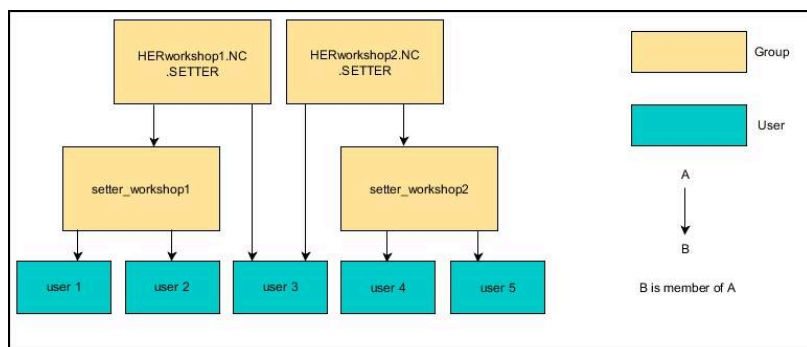 HERworkshop1.NC
.SETTER
HERworkshop2.NC
.SETTER
Group
User
setter_workshop1
setter_workshop2
A
B
user 1
user 2
user 3
user 4
user 5
B is member of A